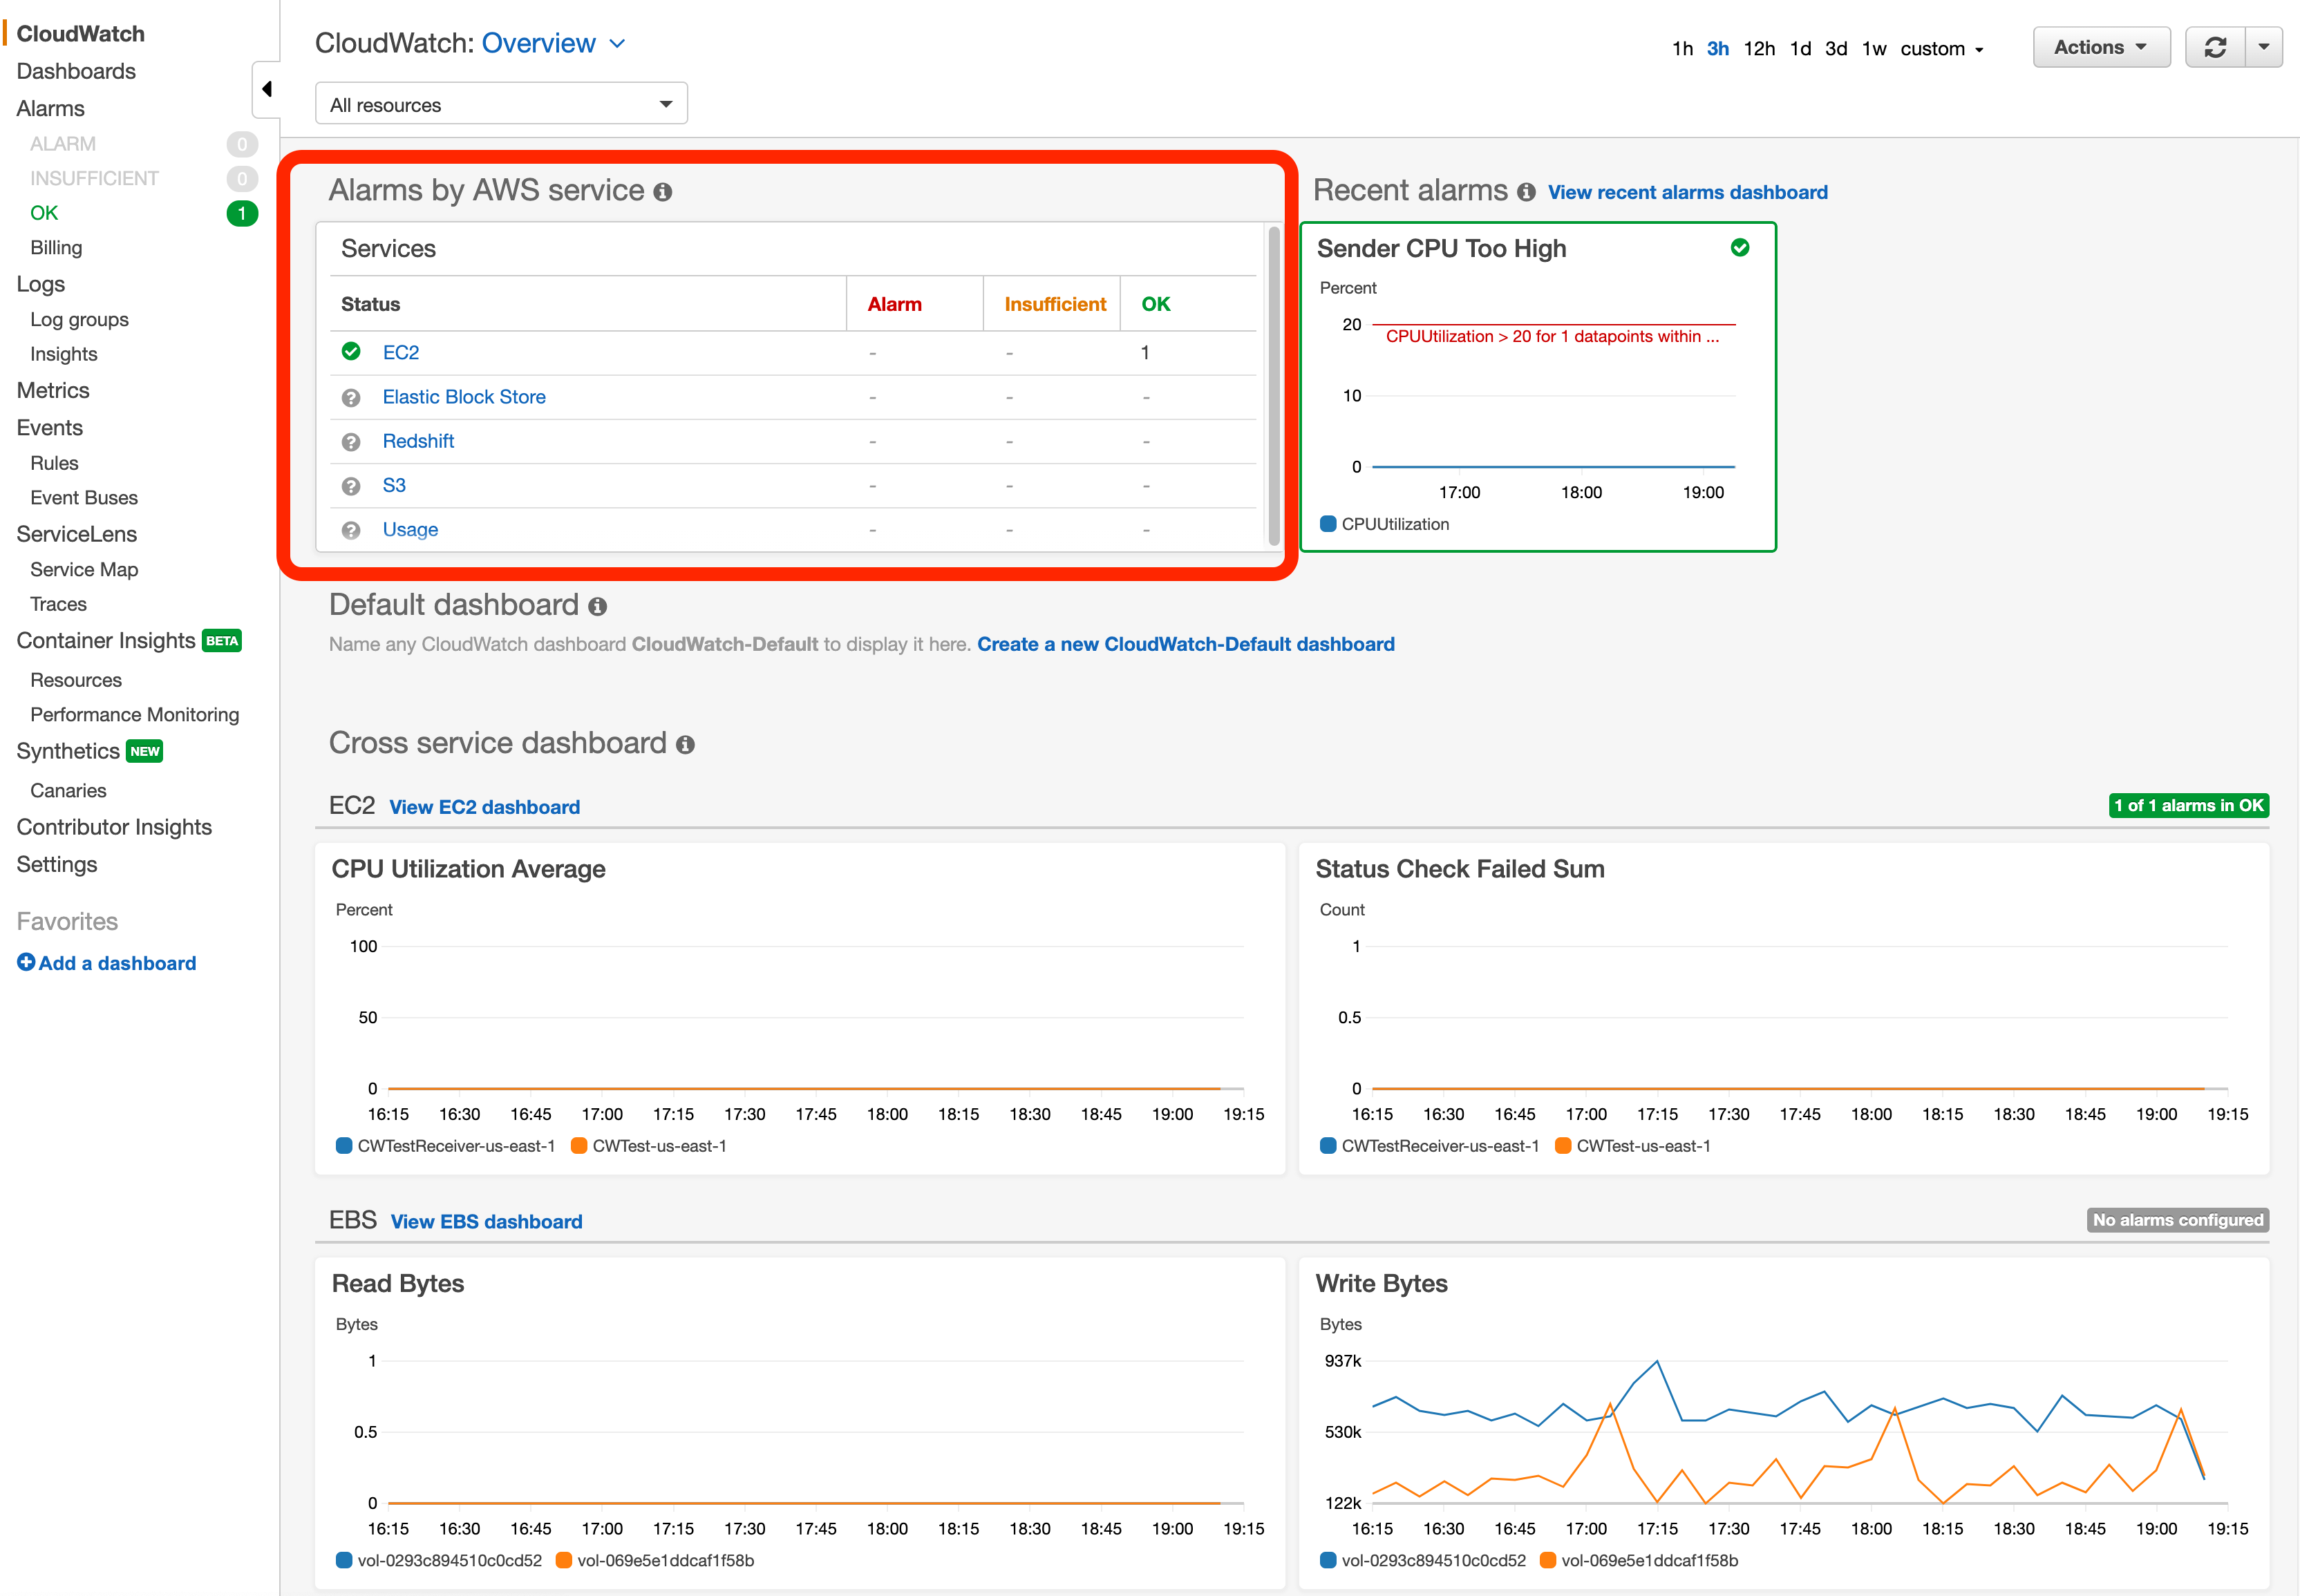 CloudWatch
Dashboards
Alarms
ALARM 0
INSUFFICIENT 0
OK 1
Billing
Logs
Log groups
Insights
Metrics
Events
Rules
Event Buses
ServiceLens
Service Map
Traces
Container Insights BETA
Resources
Performance Monitoring
Synthetics NEW
Canaries
Contributor Insights
Settings
Favorites
Add a dashboard
CloudWatch: Overview
1h 3h 12h 1d 3d 1w custom
Actions
All resources
Alarms by AWS service
Services
Status Alarm Insufficient OK
EC2 - - 1
Elastic Block Store - - -
Redshift - - -
S3 - - -
Usage - - -
Recent alarms View recent alarms dashboard
Sender CPU Too High
Percent
20
CPUUtilization > 20 for 1 datapoints within ...
10
0
17:00 18:00 19:00
CPUUtilization
Default dashboard
Name any CloudWatch dashboard CloudWatch-Default to display it here. Create a new CloudWatch-Default dashboard
Cross service dashboard
EC2 View EC2 dashboard 1 of 1 alarms in OK
CPU Utilization Average
Percent
100
50
0
16:15 16:30 16:45 17:00 17:15 17:30 17:45 18:00 18:15 18:30 18:45 19:00 19:15
CWTestReceiver-us-east-1 CWTest-us-east-1
Status Check Failed Sum
Count
1
0.5
0
16:15 16:30 16:45 17:00 17:15 17:30 17:45 18:00 18:15 18:30 18:45 19:00 19:15
CWTestReceiver-us-east-1 CWTest-us-east-1
EBS View EBS dashboard No alarms configured
Read Bytes
Bytes
1
0.5
0
16:15 16:30 16:45 17:00 17:15 17:30 17:45 18:00 18:15 18:30 18:45 19:00 19:15
vol-0293c894510c0cd52 vol-069e5e1ddcaf1f58b
Write Bytes
Bytes
937k
530k
122k
16:15 16:30 16:45 17:00 17:15 17:30 17:45 18:00 18:15 18:30 18:45 19:00 19:15
vol-0293c894510c0cd52 vol-069e5e1ddcaf1f58b